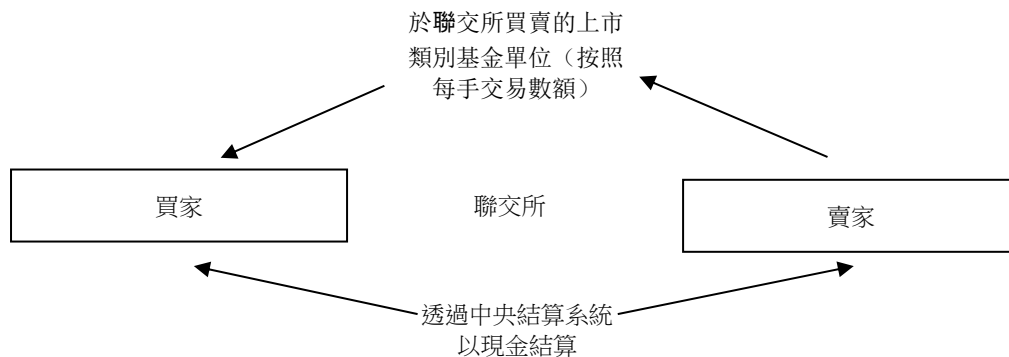 於聯交所買賣的上市
類別基金單位（按照
每手交易數額）
買家
聯交所
賣家
透過中央結算系統
以現金結算